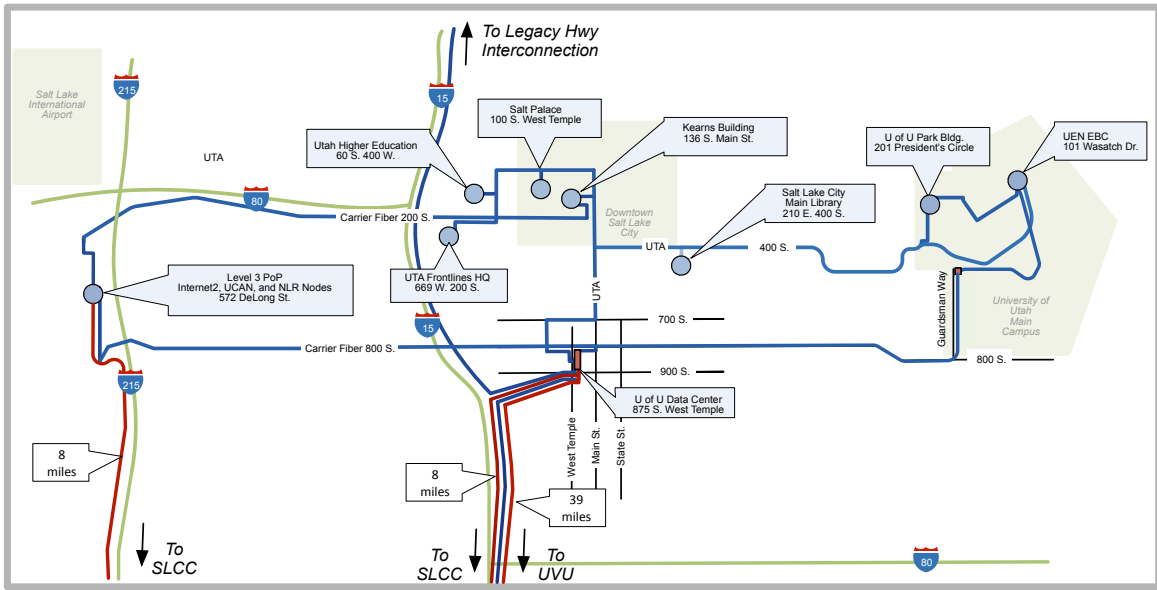 To Legacy Hwy
Interconnection
215
15
Salt Lake
International
Airport
Salt Palace
100 S. West Temple
Kearns Building
136 S. Main St.
U of U Park Bldg.
201 President's Circle
UEN EBC
101 Wasatch Dr.
Utah Higher Education
60 S. 400 W.
UTA
80
Carrier Fiber 200 S.
Downtown
Salt Lake
City
Salt Lake City
Main Library
210 E. 400 S.
UTA
400 S.
UTA Frontlines HQ
669 W. 200 S.
Level 3 PoP
Internet2, UCAN, and NLR Nodes
572 DeLong St.
UTA
Guardsman Way
University of
Utah
Main
Campus
15
700 S.
Carrier Fiber 800 S.
800 S.
900 S.
215
U of U Data Center
875 S. West Temple
West Temple
Main St.
State St.
8
miles
8
miles
39
miles
To
SLCC
To
SLCC
To
UVU
80